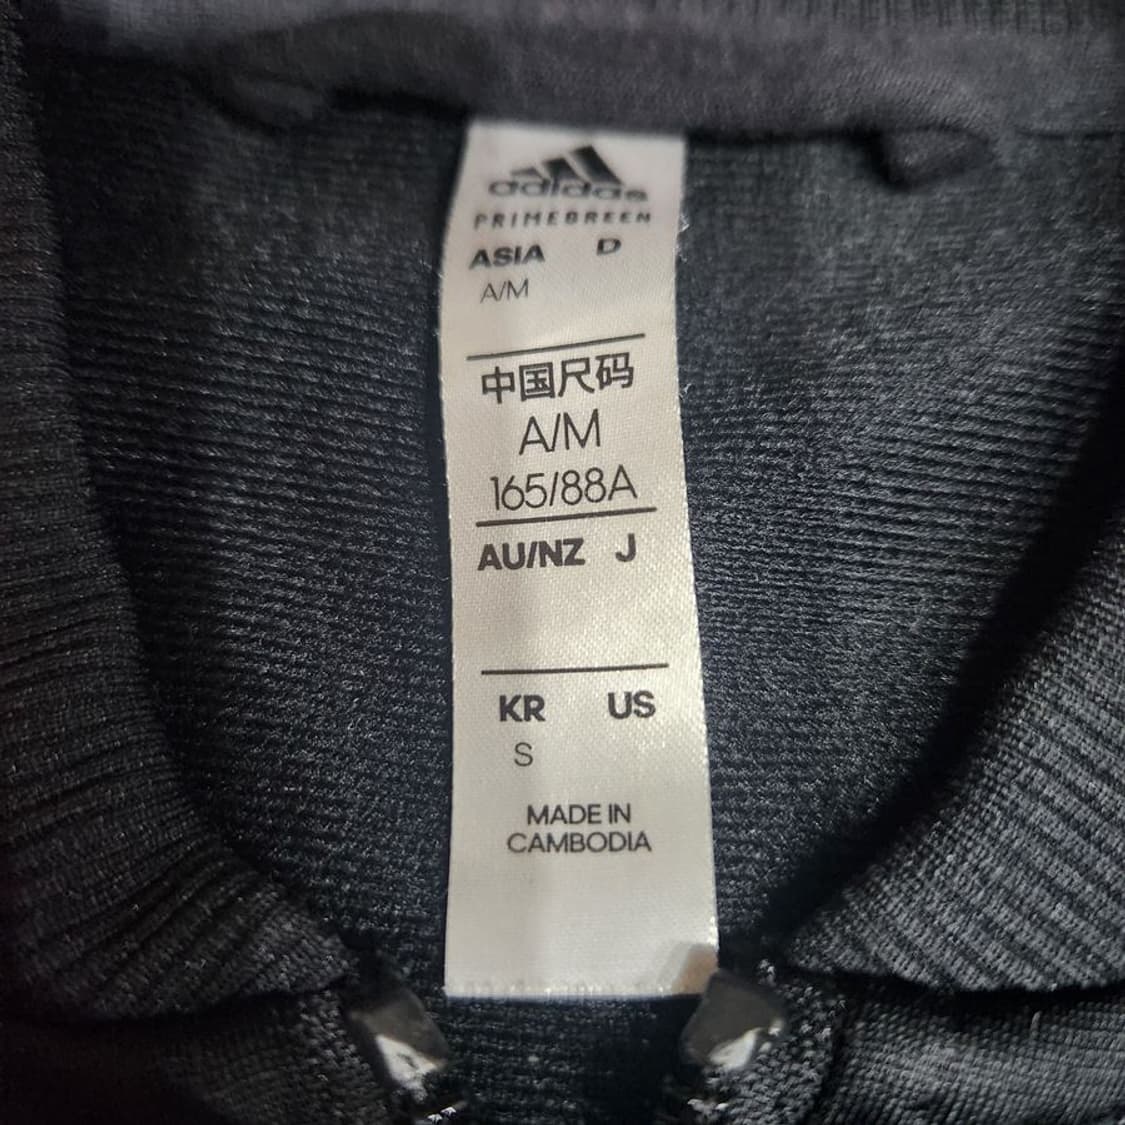 adidas
PRIMEGREEN
ASIA D
A/M
中国尺码
A/M
165/88A
AU/NZ J
KR US
S
MADE IN
CAMBODIA